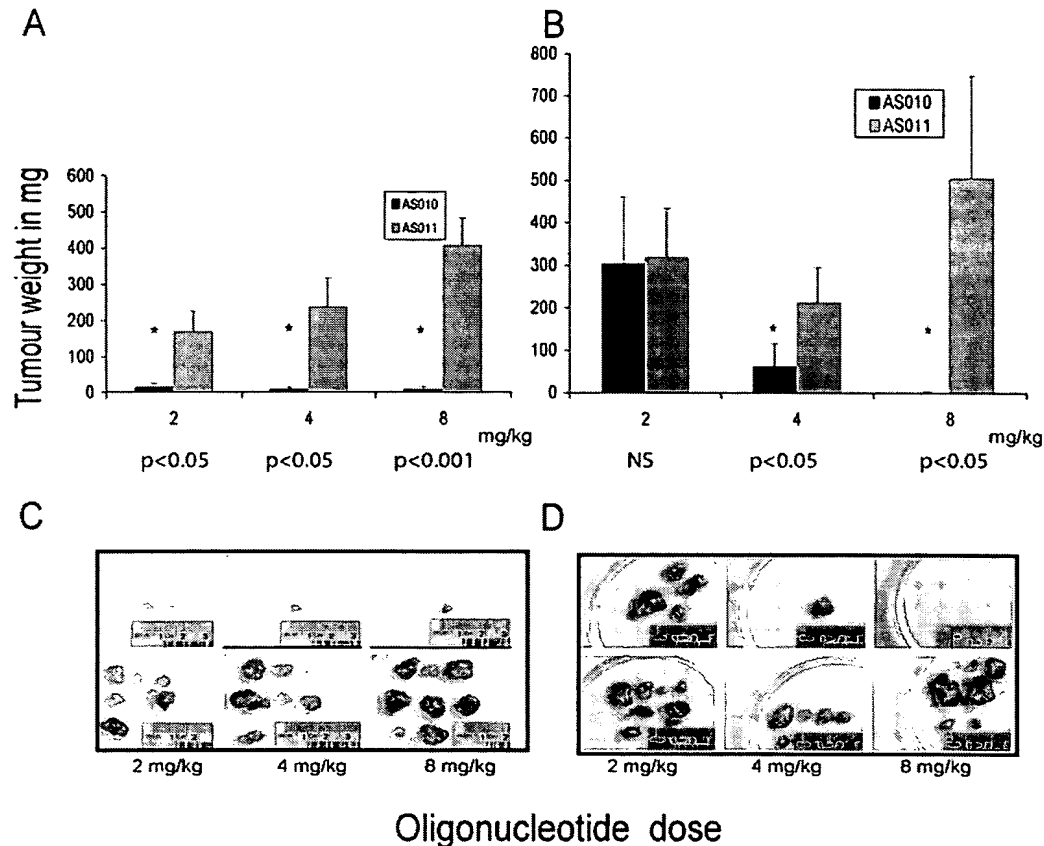 A
B
Tumour weight in mg
600
500
400
300
200
100
0
AS010
AS011
*
*
*
2
4
8
mg/kg
p<0.05
p<0.05
p<0.001
800
700
600
500
400
300
200
100
0
AS010
AS011
*
*
2
4
8
mg/kg
NS
p<0.05
p<0.05
C
D
2 mg/kg
4 mg/kg
8 mg/kg
2 mg/kg
4 mg/kg
8 mg/kg
Oligonucleotide dose